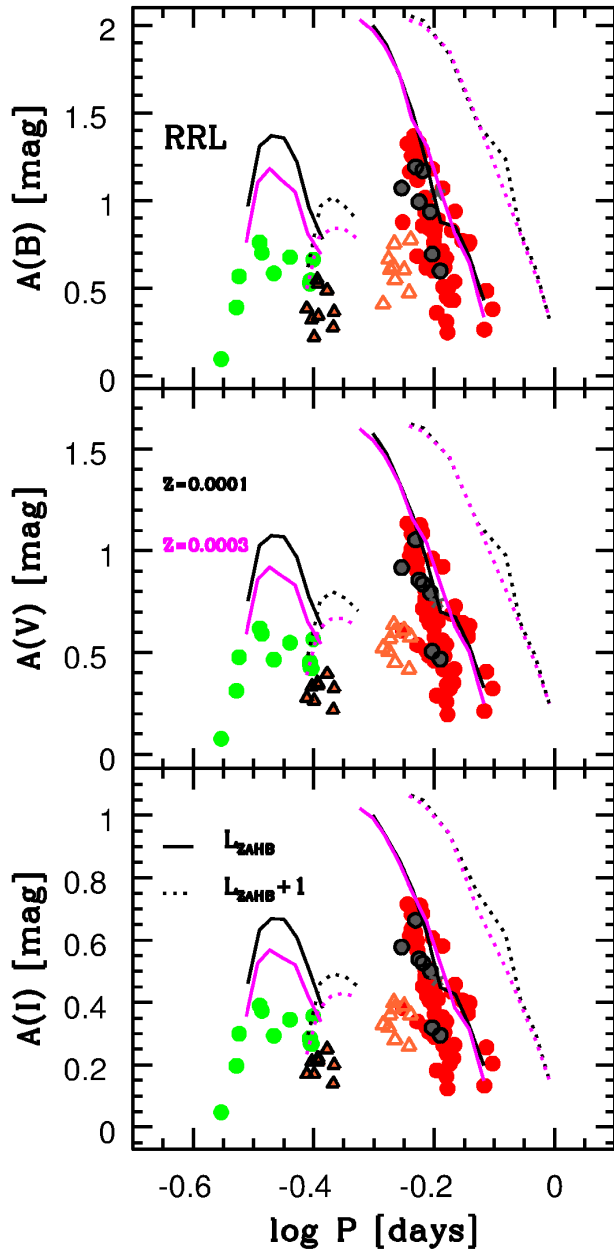 2
1.5
1
0.5
0
A(B) [mag]
RRL
1.5
1
0.5
0
A(V) [mag]
Z=0.0001
Z=0.0003
1
0.8
0.6
0.4
0.2
0
A(I) [mag]
L_ZAHB
L_ZAHB+1
-0.6 -0.4 -0.2 0
log P [days]